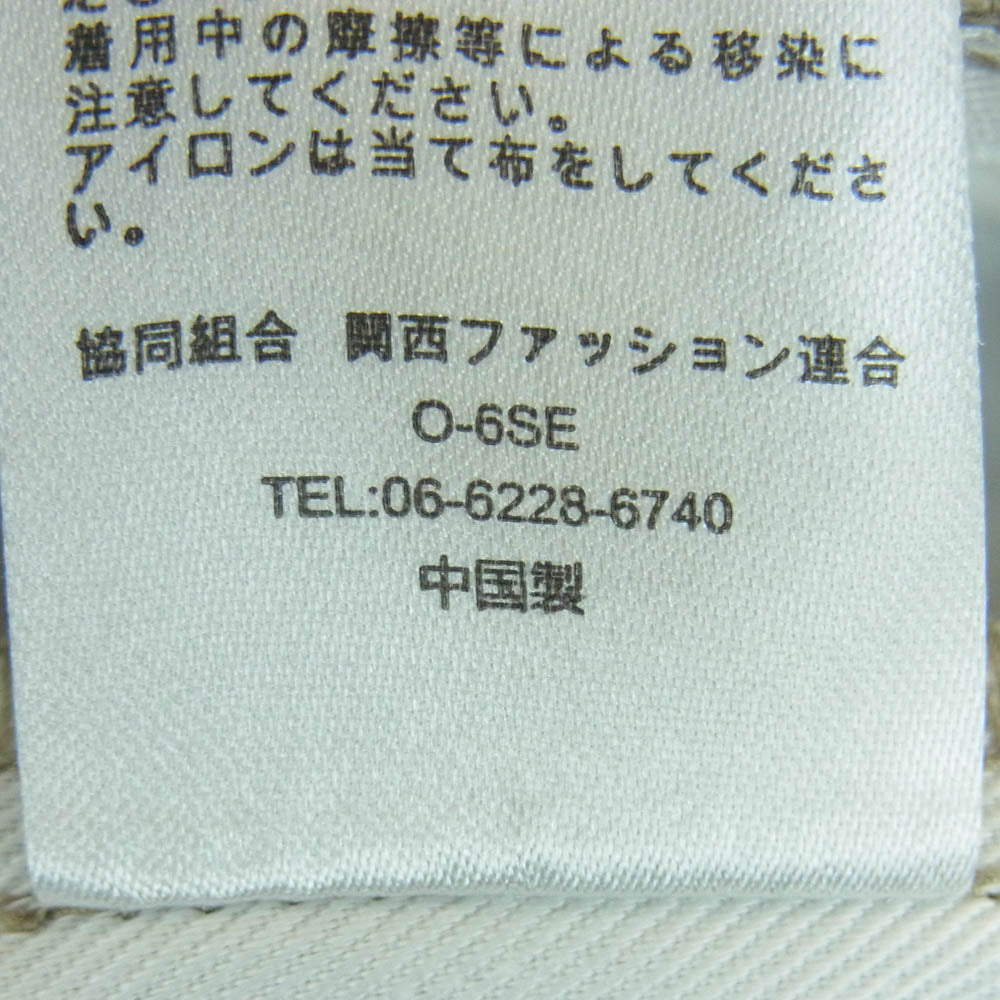 着用中の摩擦等による移染に
注意してください。
アイロンは当て布をしてくださ
い。
協同組合 関西ファッション連合
O-6SE
TEL:06-6228-6740
中国製